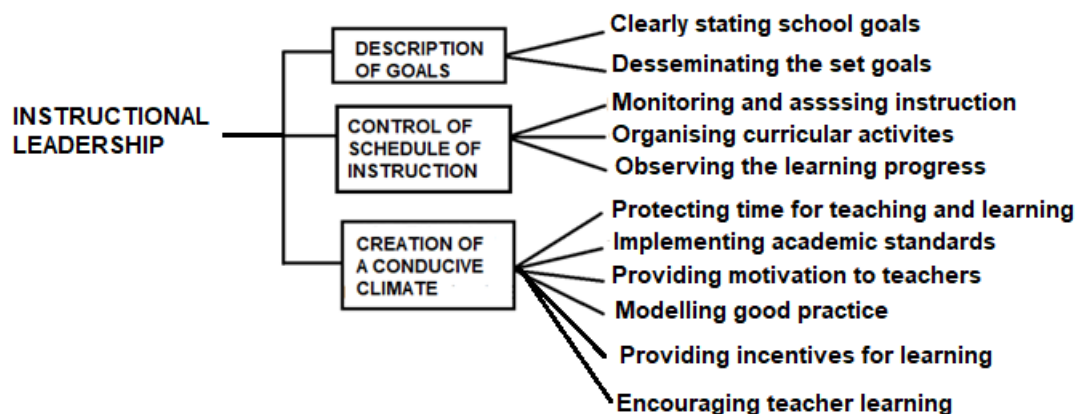 INSTRUCTIONAL
LEADERSHIP
DESCRIPTION
OF GOALS
Clearly stating school goals
Desseminating the set goals
CONTROL OF
SCHEDULE OF
INSTRUCTION
Monitoring and assssing instruction
Organising curricular activites
Observing the learning progress
CREATION OF
A CONDUCIVE
CLIMATE
Protecting time for teaching and learning
Implementing academic standards
Providing motivation to teachers
Modelling good practice
Providing incentives for learning
Encouraging teacher learning